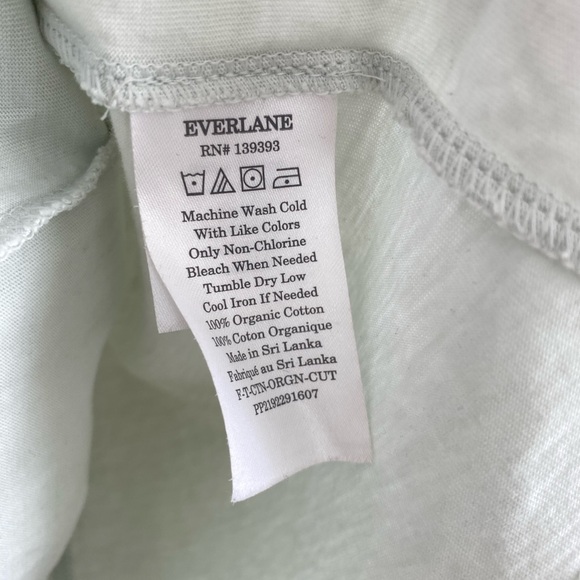 EVERLANE
RN# 139393
Machine Wash Cold
With Like Colors
Only Non-Chlorine
Bleach When Needed
Tumble Dry Low
Cool Iron If Needed
100% Organic Cotton
100% Coton Organique
Made in Sri Lanka
Fabriqué au Sri Lanka
F-T-CTN-ORGN-CUT
PP2192291607